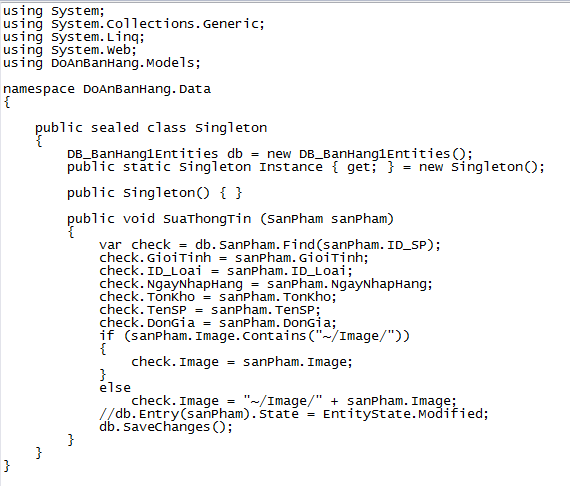 using System;
using System.Collections.Generic;
using System.Linq;
using System.Web;
using DoAnBanHang.Models;

namespace DoAnBanHang.Data
{

    public sealed class Singleton
    {
        DB_BanHang1Entities db = new DB_BanHang1Entities();
        public static Singleton Instance { get; } = new Singleton();

        public Singleton() { }

        public void SuaThongTin (SanPham sanPham)
        {
            var check = db.SanPham.Find(sanPham.ID_SP);
            check.GioiTinh = sanPham.GioiTinh;
            check.ID_Loai = sanPham.ID_Loai;
            check.NgayNhapHang = sanPham.NgayNhapHang;
            check.TonKho = sanPham.TonKho;
            check.TenSP = sanPham.TenSP;
            check.DonGia = sanPham.DonGia;
            if (sanPham.Image.Contains("~/Image/"))
            {
                check.Image = sanPham.Image;
            }
            else
                check.Image = "~/Image/" + sanPham.Image;
            //db.Entry(sanPham).State = EntityState.Modified;
            db.SaveChanges();
        }
    }
}